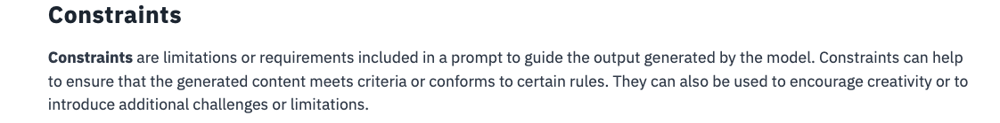 Constraints
Constraints are limitations or requirements included in a prompt to guide the output generated by the model. Constraints can help
to ensure that the generated content meets criteria or conforms to certain rules. They can also be used to encourage creativity or to
introduce additional challenges or limitations.